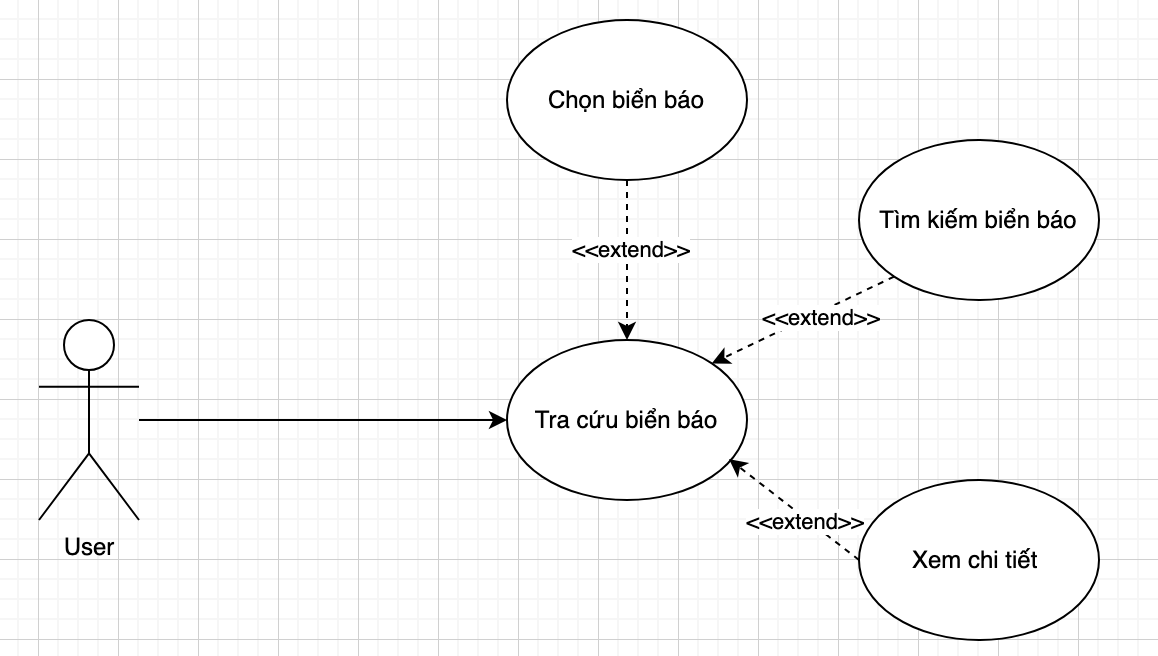 Chọn biển báo
Tìm kiếm biển báo
<<extend>>
<<extend>>
Tra cứu biển báo
<<extend>>
User
Xem chi tiết